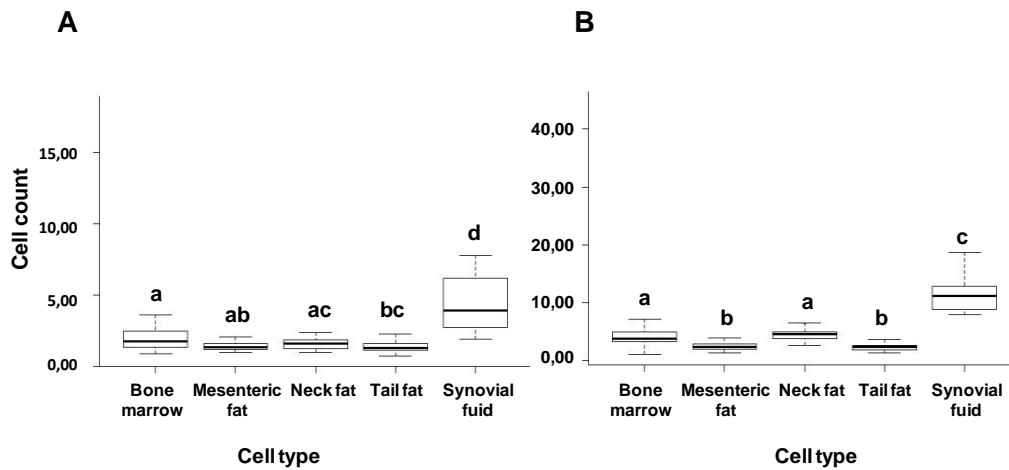 A
B
15,00
10,00
5,00
0,00
Cell count
a
ab
ac
bc
d
Bone
marrow
Mesenteric
fat
Neck fat
Tail fat
Synovial
fuid
Cell type
40,00
30,00
20,00
10,00
0,00
a
b
a
b
c
Bone
marrow
Mesenteric
fat
Neck fat
Tail fat
Synovial
fuid
Cell type